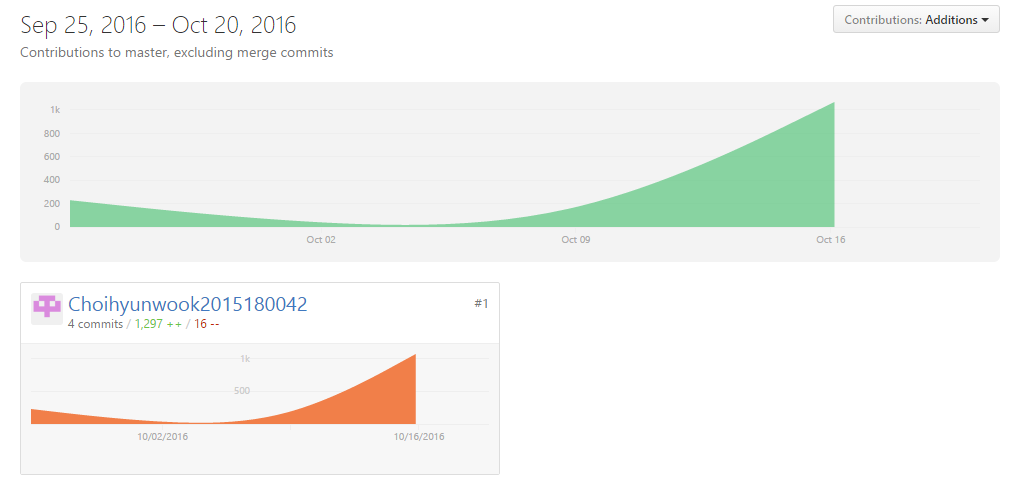 Sep 25, 2016 – Oct 20, 2016
Contributions: Additions
Contributions to master, excluding merge commits
1k
800
600
400
200
0
Oct 02 Oct 09 Oct 16
Choihyunwook2015180042 #1
4 commits / 1,297 ++ / 16 --
1k
500
10/02/2016 10/16/2016